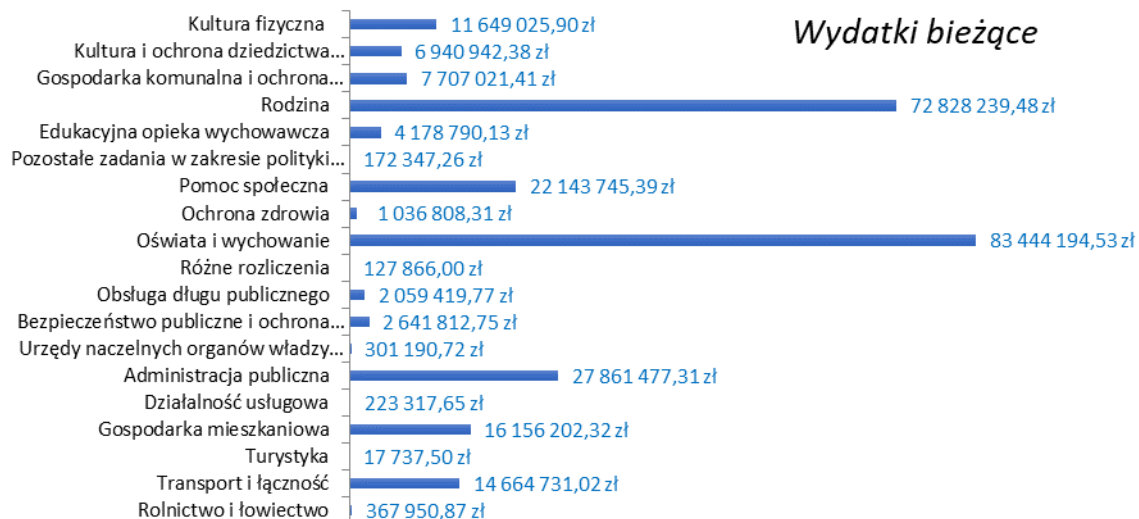 Wydatki bieżące
Kultura fizyczna 11 649 025,90 zł
Kultura i ochrona dziedzictwa... 6 940 942,38 zł
Gospodarka komunalna i ochrona... 7 707 021,41 zł
Rodzina 72 828 239,48 zł
Edukacyjna opieka wychowawcza 4 178 790,13 zł
Pozostałe zadania w zakresie polityki... 172 347,26 zł
Pomoc społeczna 22 143 745,39 zł
Ochrona zdrowia 1 036 808,31 zł
Oświata i wychowanie 83 444 194,53 zł
Różne rozliczenia 127 866,00 zł
Obsługa długu publicznego 2 059 419,77 zł
Bezpieczeństwo publiczne i ochrona... 2 641 812,75 zł
Urzędy naczelnych organów władzy... 301 190,72 zł
Administracja publiczna 27 861 477,31 zł
Działalność usługowa 223 317,65 zł
Gospodarka mieszkaniowa 16 156 202,32 zł
Turystyka 17 737,50 zł
Transport i łączność 14 664 731,02 zł
Rolnictwo i łowiectwo 367 950,87 zł